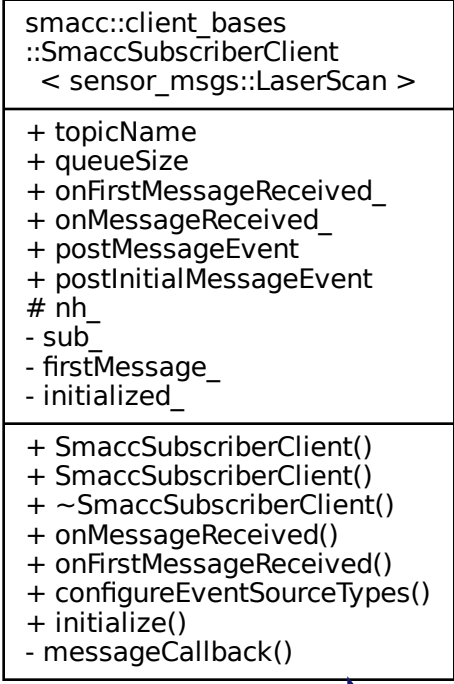 smacc::client_bases
::SmaccSubscriberClient
< sensor_msgs::LaserScan >
+ topicName
+ queueSize
+ onFirstMessageReceived_
+ onMessageReceived_
+ postMessageEvent
+ postInitialMessageEvent
# nh_
- sub_
- firstMessage_
- initialized_
+ SmaccSubscriberClient()
+ SmaccSubscriberClient()
+ ~SmaccSubscriberClient()
+ onMessageReceived()
+ onFirstMessageReceived()
+ configureEventSourceTypes()
+ initialize()
- messageCallback()